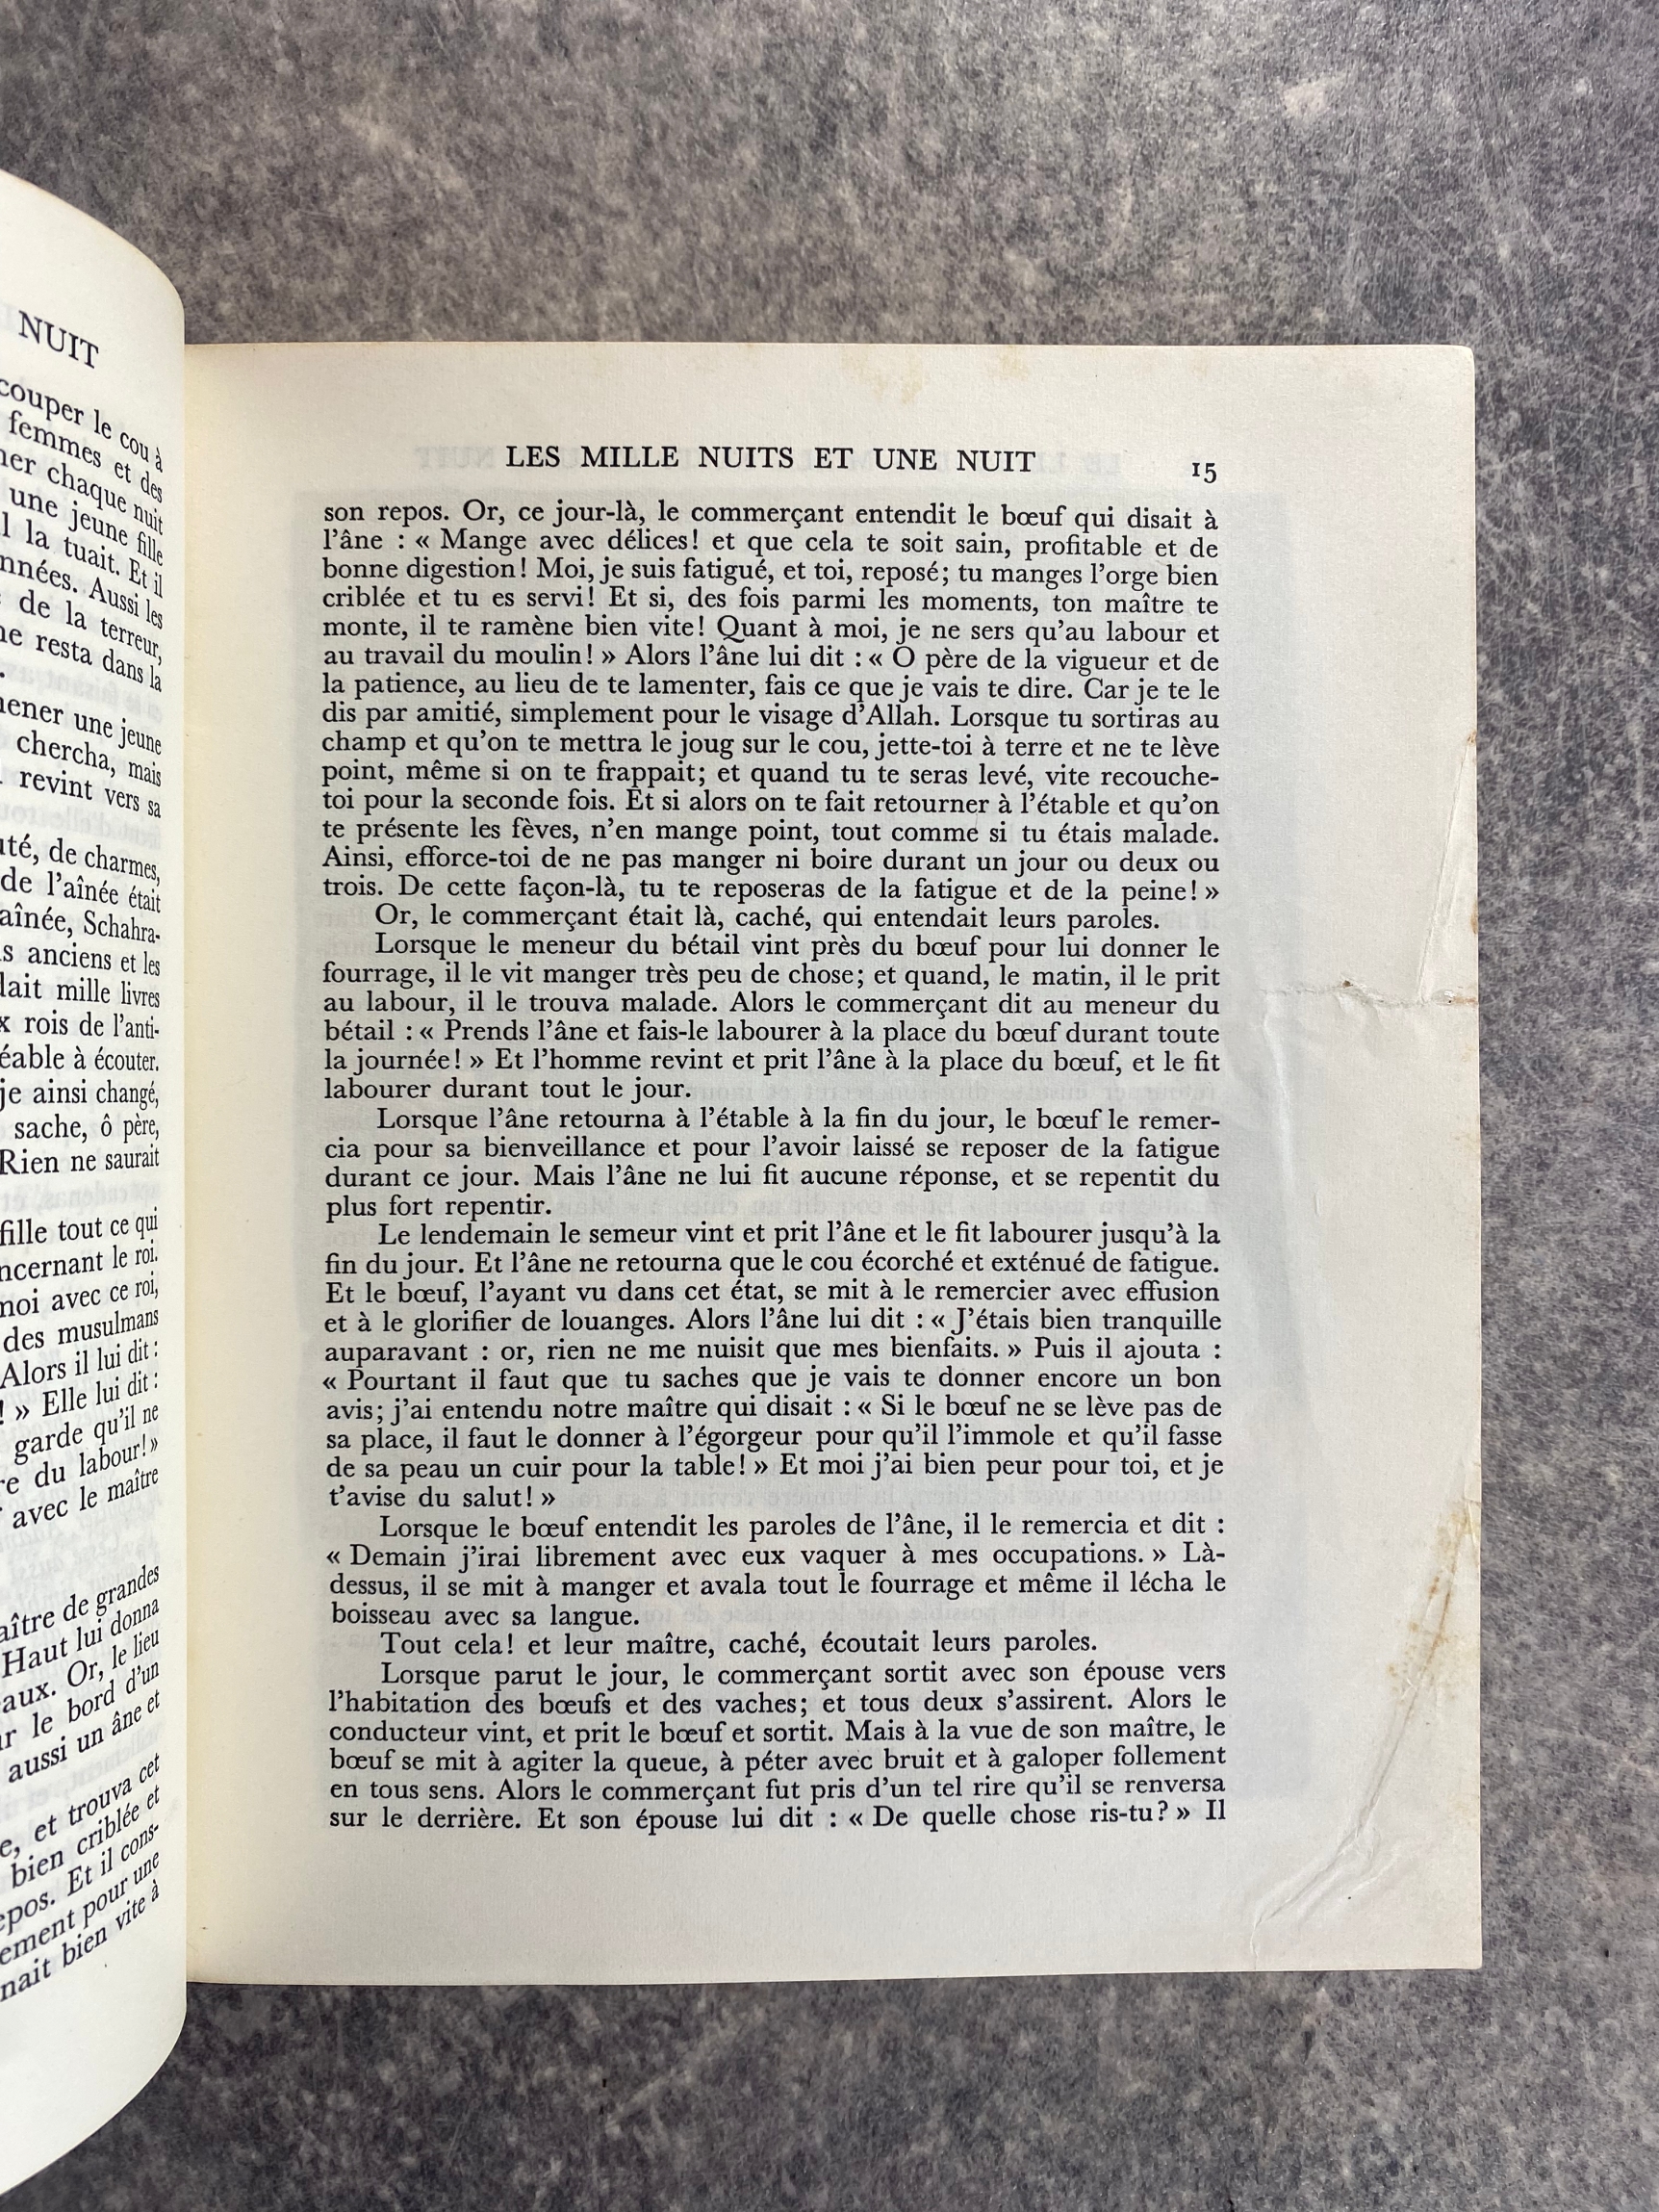 NUIT
couper le cou à
femmes et des
chaque nuit
une jeune fille
la tuait. Et il
Aussi les
de la terreur,
resta dans la
une jeune
chercha, mais
revint vers sa
de charmes,
de l'aînée était
aînée, Schahra-
anciens et les
mille livres
rois de l'anti-
à écouter.
je ainsi changé,
sache, ô père,
Rien ne saurait
fille tout ce qui
le roi.
avec ce roi,
des musulmans
Alors il lui dit :
! » Elle lui dit :
garde qu'il ne
du labour! »
avec le maître
de grandes
Haut lui donna
Or, le lieu
le bord d'un
aussi un âne et
et trouva cet
bien criblée et
Et il cons-
pour une
bien vite à
LES MILLE NUITS ET UNE NUIT 15
son repos. Or, ce jour-là, le commerçant entendit le bœuf qui disait à
l'âne : « Mange avec délices! et que cela te soit sain, profitable et de
bonne digestion! Moi, je suis fatigué, et toi, reposé; tu manges l'orge bien
criblée et tu es servi! Et si, des fois parmi les moments, ton maître te
monte, il te ramène bien vite! Quant à moi, je ne sers qu'au labour et
au travail du moulin! » Alors l'âne lui dit : « O père de la vigueur et de
la patience, au lieu de te lamenter, fais ce que je vais te dire. Car je te le
dis par amitié, simplement pour le visage d'Allah. Lorsque tu sortiras au
champ et qu'on te mettra le joug sur le cou, jette-toi à terre et ne te lève
point, même si on te frappait; et quand tu te seras levé, vite recouche-
toi pour la seconde fois. Et si alors on te fait retourner à l'étable et qu'on
te présente les fèves, n'en mange point, tout comme si tu étais malade.
Ainsi, efforce-toi de ne pas manger ni boire durant un jour ou deux ou
trois. De cette façon-là, tu te reposeras de la fatigue et de la peine! »
Or, le commerçant était là, caché, qui entendait leurs paroles.
Lorsque le meneur du bétail vint près du bœuf pour lui donner le
fourrage, il le vit manger très peu de chose; et quand, le matin, il le prit
au labour, il le trouva malade. Alors le commerçant dit au meneur du
bétail : « Prends l'âne et fais-le labourer à la place du bœuf durant toute
la journée! » Et l'homme revint et prit l'âne à la place du bœuf, et le fit
labourer durant tout le jour.
Lorsque l'âne retourna à l'étable à la fin du jour, le bœuf le remer-
cia pour sa bienveillance et pour l'avoir laissé se reposer de la fatigue
durant ce jour. Mais l'âne ne lui fit aucune réponse, et se repentit du
plus fort repentir.
Le lendemain le semeur vint et prit l'âne et le fit labourer jusqu'à la
fin du jour. Et l'âne ne retourna que le cou écorché et exténué de fatigue.
Et le bœuf, l'ayant vu dans cet état, se mit à le remercier avec effusion
et à le glorifier de louanges. Alors l'âne lui dit : « J'étais bien tranquille
auparavant : or, rien ne me nuisit que mes bienfaits. » Puis il ajouta :
« Pourtant il faut que tu saches que je vais te donner encore un bon
avis; j'ai entendu notre maître qui disait : « Si le bœuf ne se lève pas de
sa place, il faut le donner à l'égorgeur pour qu'il l'immole et qu'il fasse
de sa peau un cuir pour la table! » Et moi j'ai bien peur pour toi, et je
t'avise du salut! »
Lorsque le bœuf entendit les paroles de l'âne, il le remercia et dit :
« Demain j'irai librement avec eux vaquer à mes occupations. » Là-
dessus, il se mit à manger et avala tout le fourrage et même il lécha le
boisseau avec sa langue.
Tout cela! et leur maître, caché, écoutait leurs paroles.
Lorsque parut le jour, le commerçant sortit avec son épouse vers
l'habitation des bœufs et des vaches; et tous deux s'assirent. Alors le
conducteur vint, et prit le bœuf et sortit. Mais à la vue de son maître, le
bœuf se mit à agiter la queue, à péter avec bruit et à galoper follement
en tous sens. Alors le commerçant fut pris d'un tel rire qu'il se renversa
sur le derrière. Et son épouse lui dit : « De quelle chose ris-tu? » Il